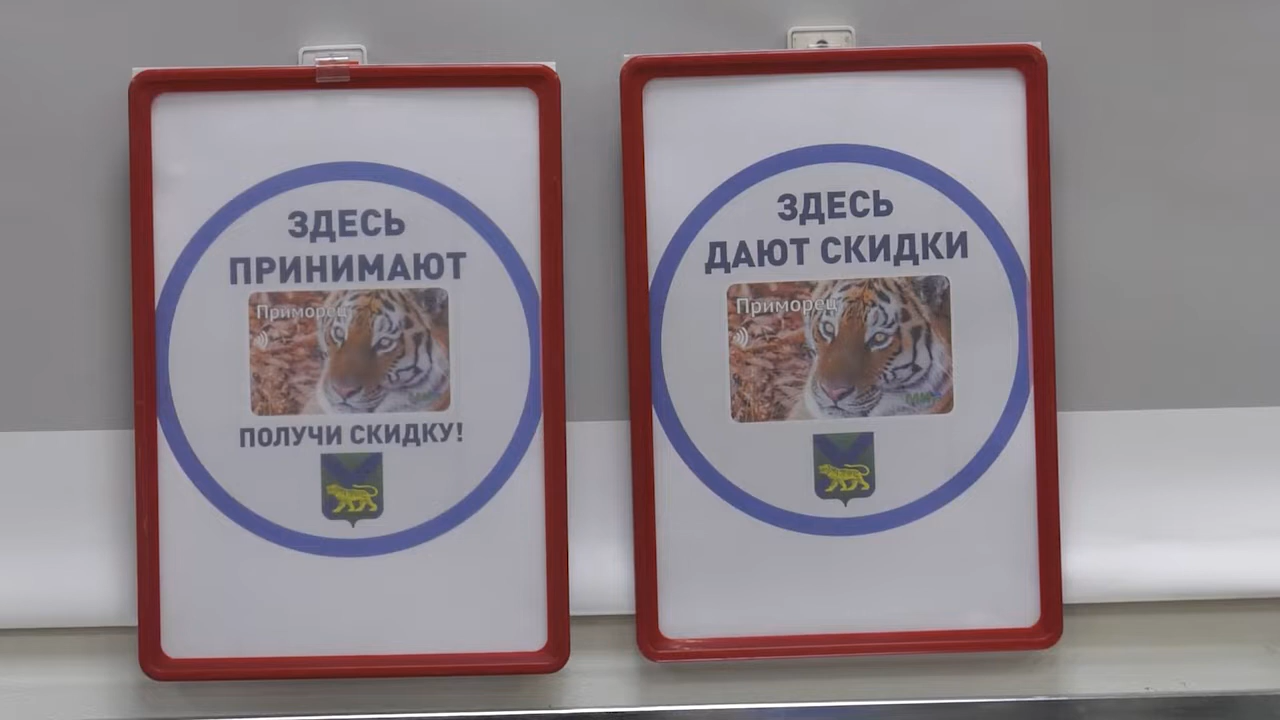 ЗДЕСЬ
ПРИНИМАЮТ
Приморец
ПОЛУЧИ СКИДКУ!
ЗДЕСЬ
ДАЮТ СКИДКИ
Приморец